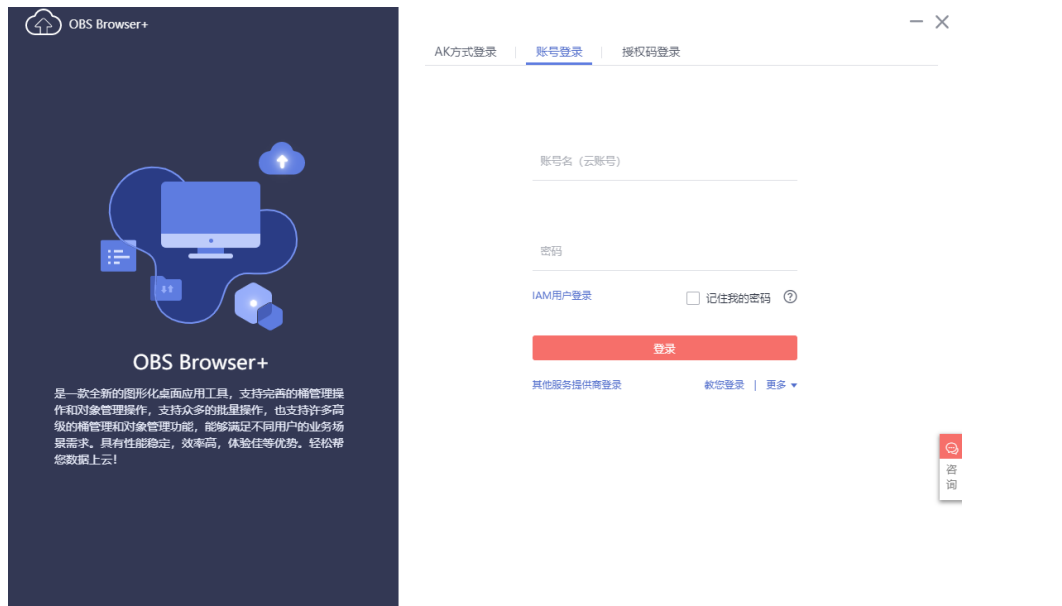 OBS Browser+
AK方式登录
账号登录
授权码登录
账号名（云账号）
密码
IAM用户登录
记住我的密码
登录
其他服务提供商登录
教您登录 | 更多
OBS Browser+
是一款全新的图形化桌面应用工具，支持完善的桶管理操
作和对象管理操作，支持众多的批量操作，也支持许多高
级的桶管理和对象管理功能，能够满足不同用户的业务场
景需求。具有性能稳定，效率高，体验佳等优势。轻松帮
您数据上云！
咨
询